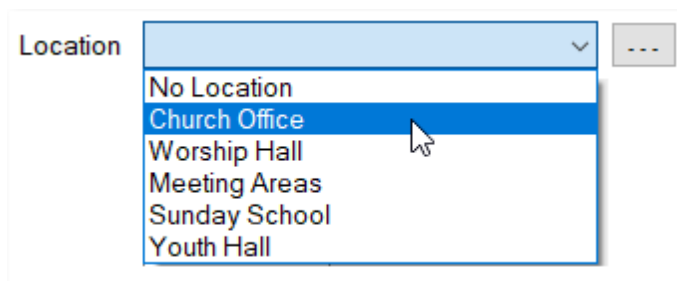 Location
---
No Location
Church Office
Worship Hall
Meeting Areas
Sunday School
Youth Hall